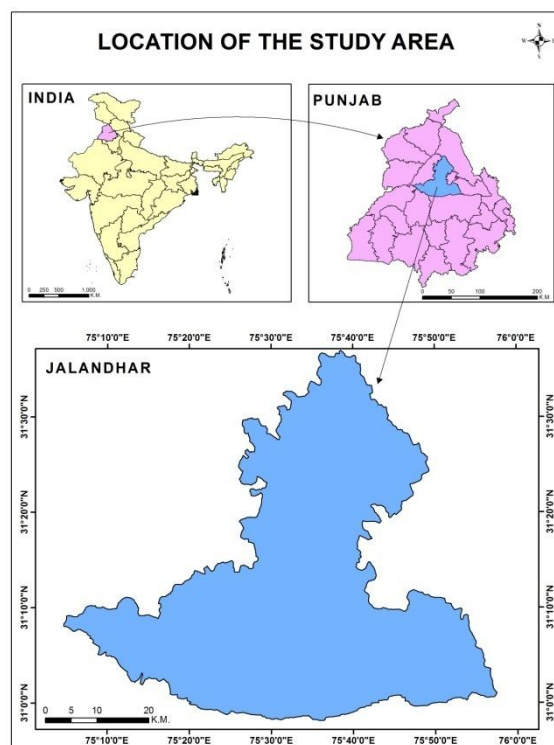 LOCATION OF THE STUDY AREA
N
W
E
S
INDIA
0 250 500 1,000
K.M.
PUNJAB
0 50 100 200
K.M.
75°10'0"E 75°20'0"E 75°30'0"E 75°40'0"E 75°50'0"E 76°0'0"E
JALANDHAR
31°30'0"N 31°30'0"N
31°20'0"N 31°20'0"N
31°10'0"N 31°10'0"N
31°0'0"N 31°0'0"N
0 5 10 20
K.M.
75°10'0"E 75°20'0"E 75°30'0"E 75°40'0"E 75°50'0"E 76°0'0"E